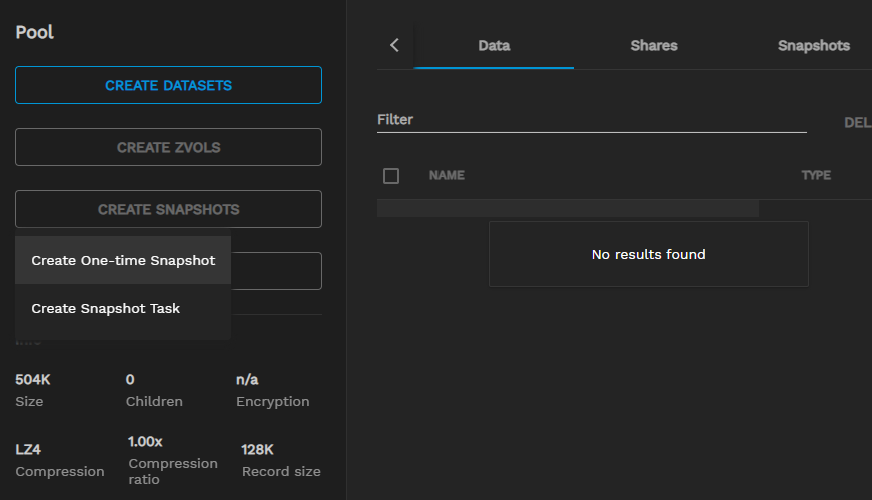 Pool
CREATE DATASETS
CREATE ZVOLS
CREATE SNAPSHOTS
Create One-time Snapshot
Create Snapshot Task
504K
Size
0
Children
n/a
Encryption
LZ4
Compression
1.00x
Compression
ratio
128K
Record size
Data
Shares
Snapshots
Filter
DEL
NAME
TYPE
No results found